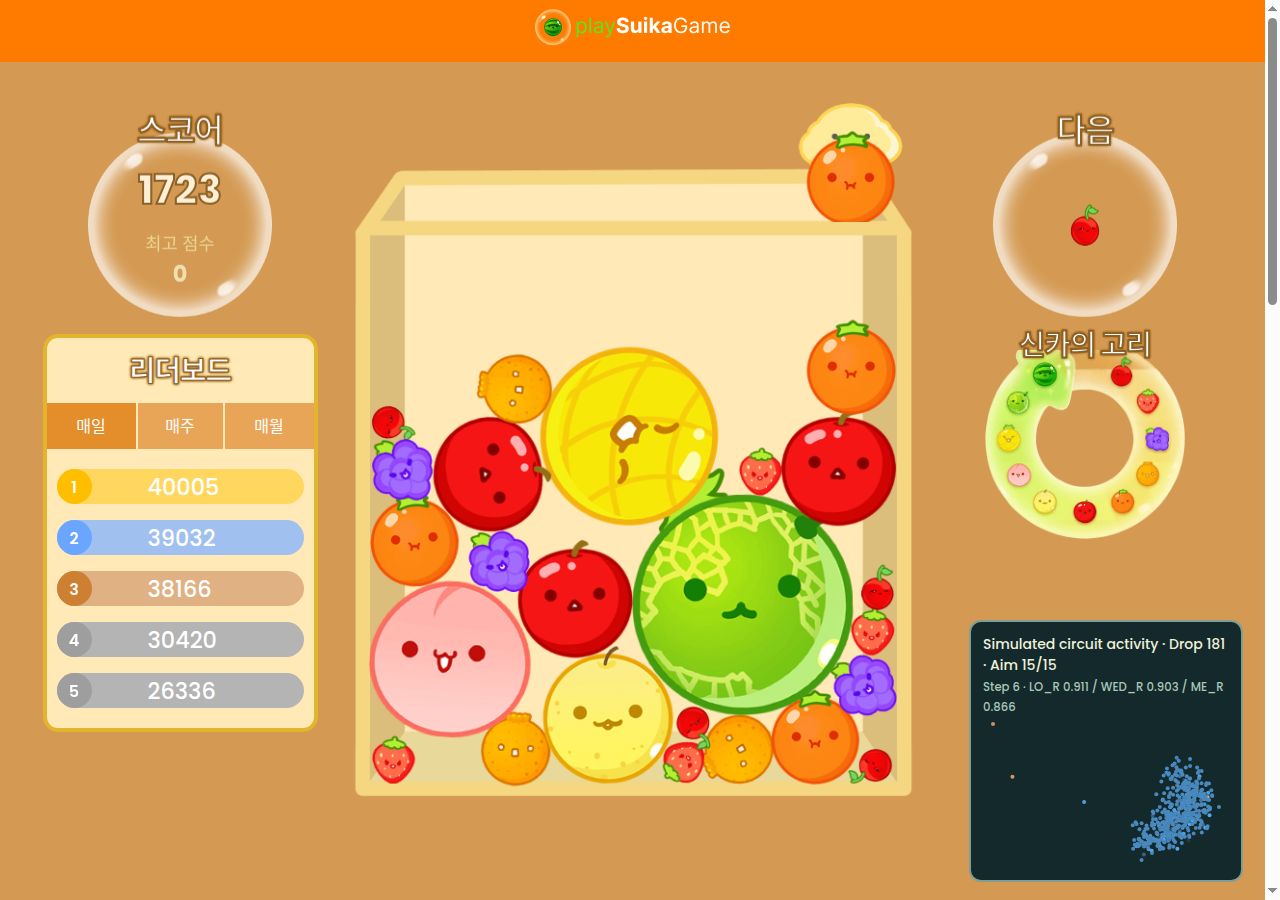 playSuikaGame
스코어
1723
최고 점수
0
다음
신카의 고리
리더보드
매일 매주 매월
1 40005
2 39032
3 38166
4 30420
5 26336
Simulated circuit activity · Drop 181
· Aim 15/15
Step 6 · LO_R 0.911 / WED_R 0.903 / ME_R
0.866